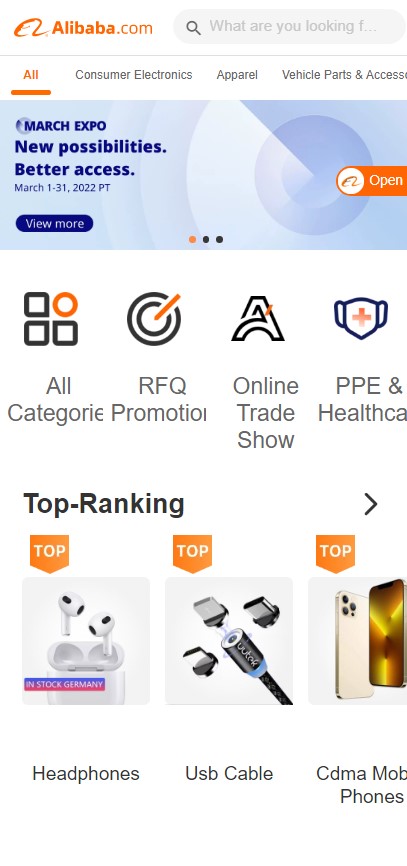 Alibaba.com
What are you looking f...
All
Consumer Electronics
Apparel
Vehicle Parts & Accesso
MARCH EXPO
New possibilities.
Better access.
March 1-31, 2022 PT
View more
Open
All
Categorie
RFQ
Promotion
Online
Trade
Show
PPE &
Healthca
Top-Ranking
TOP
TOP
TOP
IN STOCK GERMANY
uutek
Headphones
Usb Cable
Cdma Mob
Phones